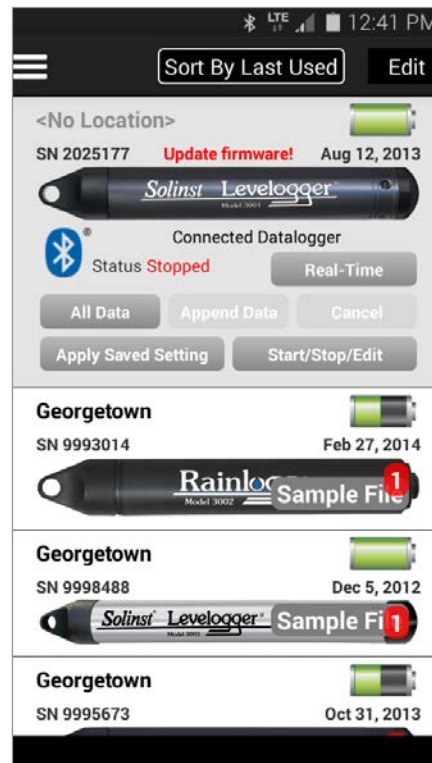 LTE 12:41 PM
Sort By Last Used Edit
<No Location>
SN 2025177 Update firmware! Aug 12, 2013
Solinst Levelogger®
Model 3001
® Connected Datalogger
Status Stopped Real-Time
All Data Append Data Cancel
Apply Saved Setting Start/Stop/Edit
Georgetown
SN 9993014 Feb 27, 2014
Model 3002 Sample 1
Georgetown
SN 9998488 Dec 5, 2012
Solinst® Levelogger® Sample 1
Georgetown
SN 9995673 Oct 31, 2013